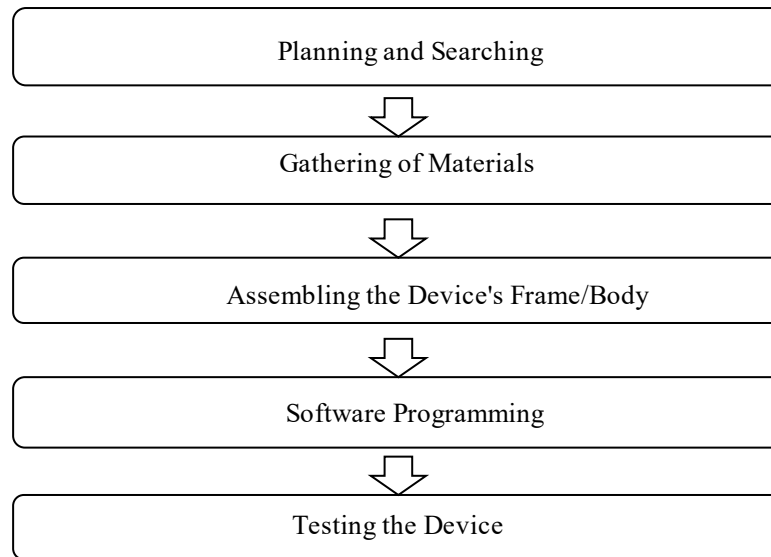 Planning and Searching
Gathering of Materials
Assembling the Device's Frame/Body
Software Programming
Testing the Device